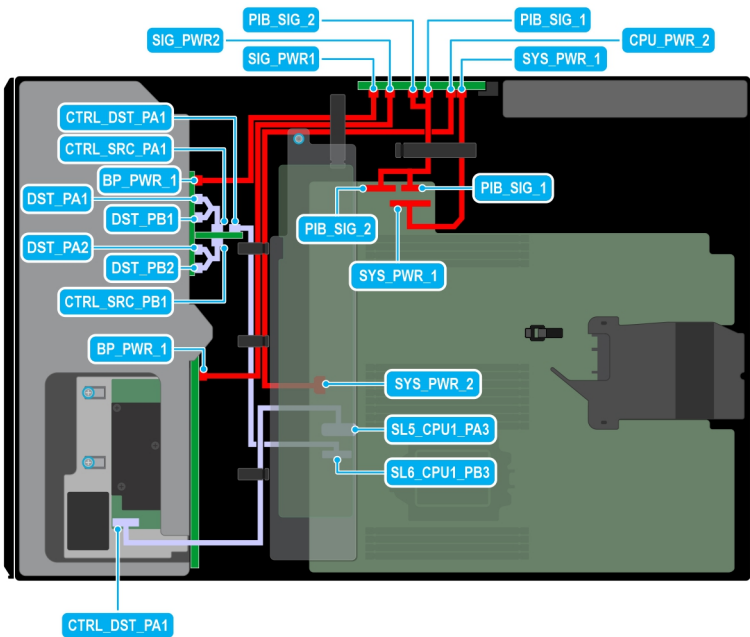 PIB_SIG_2
PIB_SIG_1
SIG_PWR2
CPU_PWR_2
SIG_PWR1
SYS_PWR_1
CTRL_DST_PA1
CTRL_SRC_PA1
BP_PWR_1
PIB_SIG_1
DST_PA1
DST_PB1
PIB_SIG_2
DST_PA2
DST_PB2
SYS_PWR_1
CTRL_SRC_PB1
BP_PWR_1
SYS_PWR_2
SL5_CPU1_PA3
SL6_CPU1_PB3
CTRL_DST_PA1